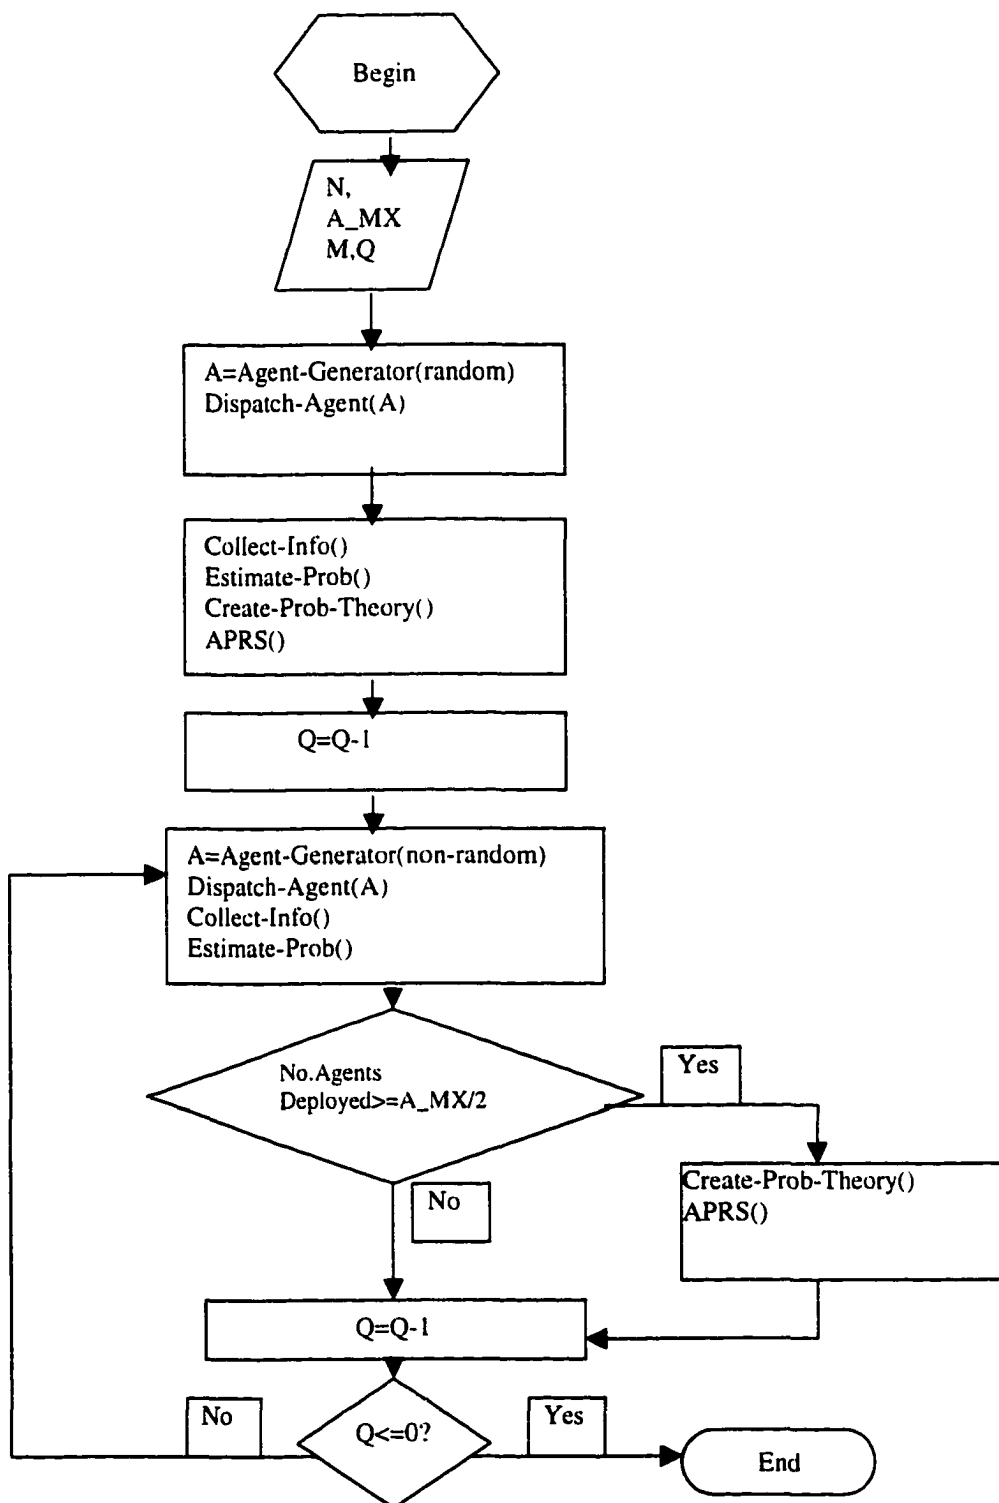 Begin
N,
A_MX
M,Q
A=Agent-Generator(random)
Dispatch-Agent(A)
Collect-Info()
Estimate-Prob()
Create-Prob-Theory()
APRS()
Q=Q-1
A=Agent-Generator(non-random)
Dispatch-Agent(A)
Collect-Info()
Estimate-Prob()
No.Agents
Deployed>=A_MX/2
Yes
Create-Prob-Theory()
APRS()
No
Q=Q-1
No
Q<=0?
Yes
End